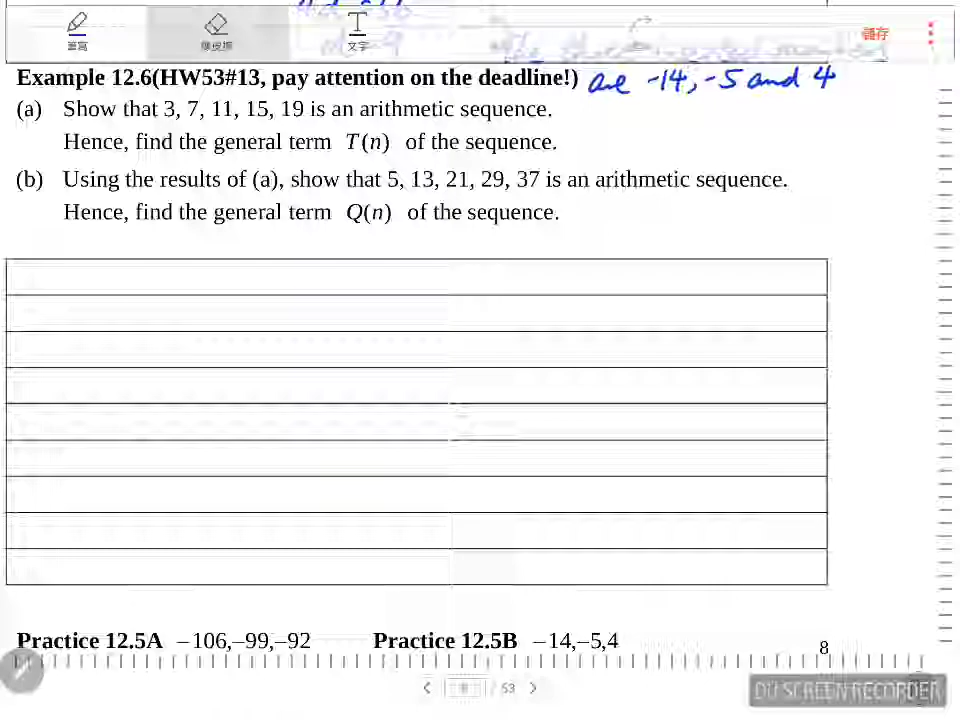 筆寫
橡皮擦
文字
儲存
Example 12.6(HW53#13, pay attention on the deadline!) are -14, -5 and 4
(a) Show that 3, 7, 11, 15, 19 is an arithmetic sequence.
Hence, find the general term T(n) of the sequence.
(b) Using the results of (a), show that 5, 13, 21, 29, 37 is an arithmetic sequence.
Hence, find the general term Q(n) of the sequence.
Practice 12.5A −106,−99,−92 Practice 12.5B −14,−5,4
8
8 / 53
DU SCREEN RECORDER